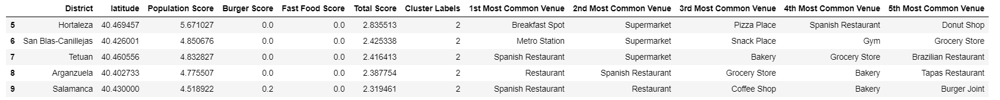 District latitude Population Score Burger Score Fast Food Score Total Score Cluster Labels 1st Most Common Venue 2nd Most Common Venue 3rd Most Common Venue 4th Most Common Venue 5th Most Common Venue
5 Hortaleza 40.469457 5.671027 0.0 0.0 2.835513 2 Breakfast Spot Supermarket Pizza Place Spanish Restaurant Donut Shop
6 San Blas-Canillejas 40.426001 4.850676 0.0 0.0 2.425338 2 Metro Station Supermarket Snack Place Gym Grocery Store
7 Tetuan 40.460556 4.832827 0.0 0.0 2.416413 2 Spanish Restaurant Supermarket Bakery Grocery Store Brazilian Restaurant
8 Arganzuela 40.402733 4.775507 0.0 0.0 2.387754 2 Restaurant Spanish Restaurant Grocery Store Bakery Tapas Restaurant
9 Salamanca 40.430000 4.518922 0.2 0.0 2.319461 2 Spanish Restaurant Restaurant Coffee Shop Bakery Burger Joint